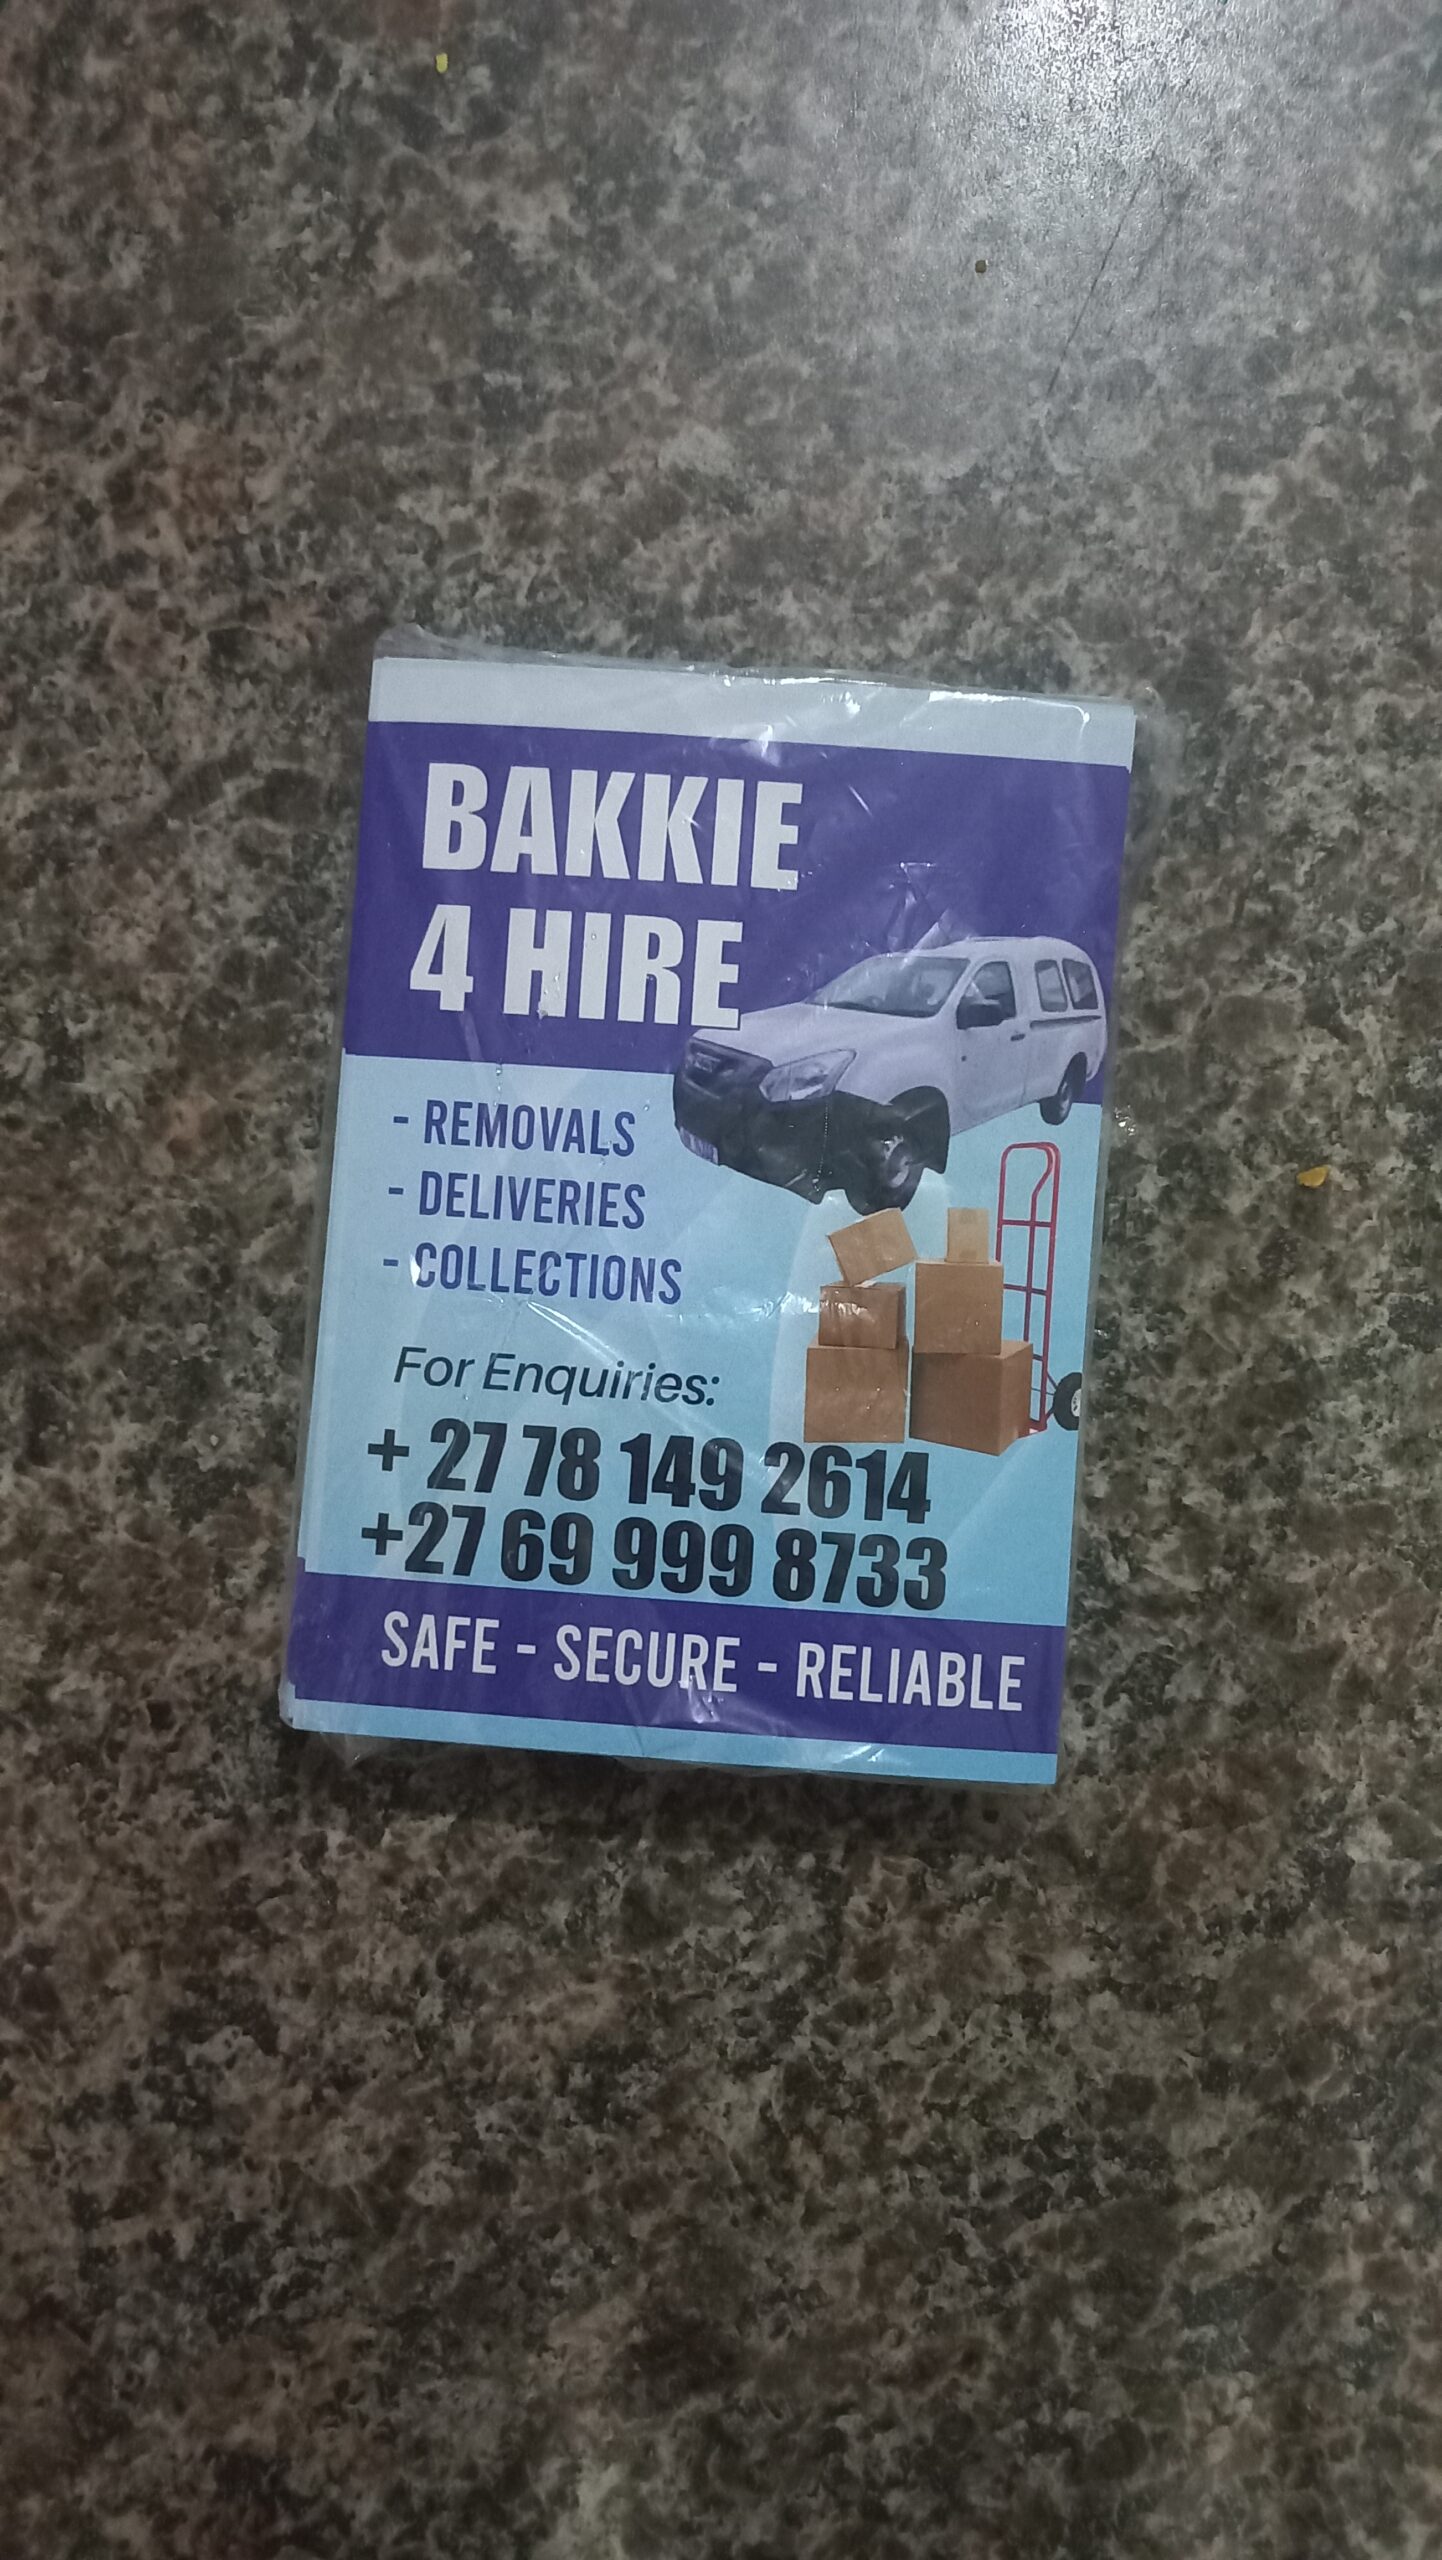 BAKKIE
4 HIRE
- REMOVALS
- DELIVERIES
- COLLECTIONS
For Enquiries:
+ 27 78 149 2614
+27 69 999 8733
SAFE - SECURE - RELIABLE